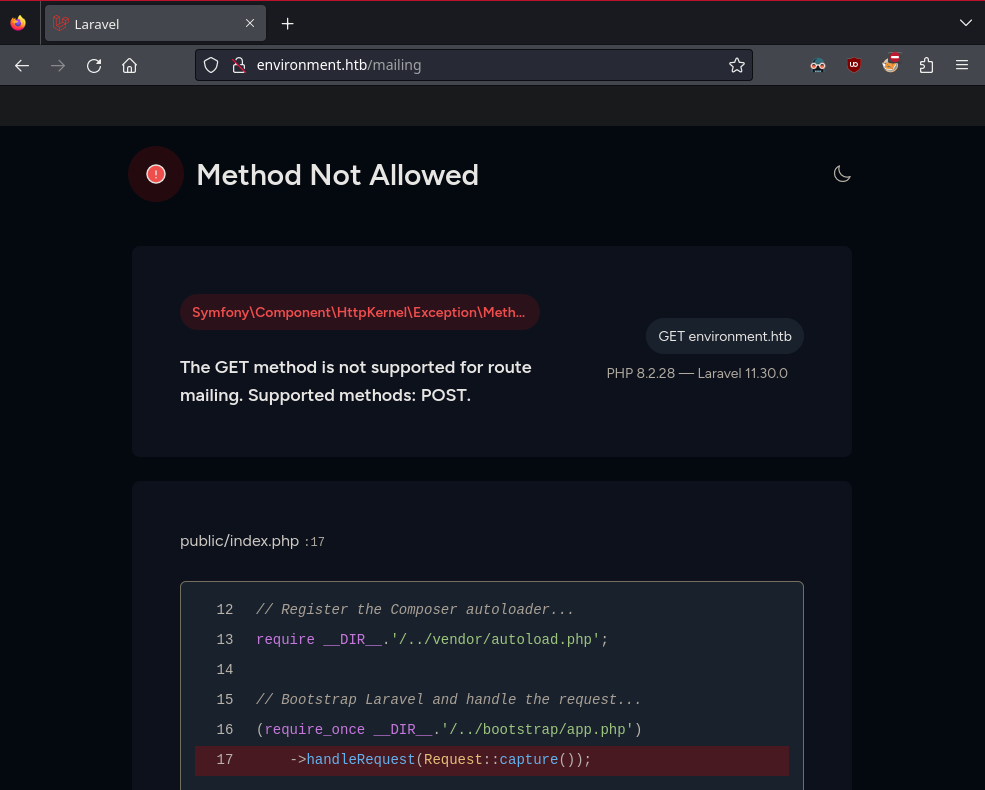 Laravel
environment.htb/mailing
Method Not Allowed
Symfony\Component\HttpKernel\Exception\Meth...
The GET method is not supported for route
mailing. Supported methods: POST.
GET environment.htb
PHP 8.2.28 — Laravel 11.30.0
public/index.php :17
12 // Register the Composer autoloader...
13 require __DIR__.'/../vendor/autoload.php';
14
15 // Bootstrap Laravel and handle the request...
16 (require_once __DIR__.'/../bootstrap/app.php')
17     ->handleRequest(Request::capture());